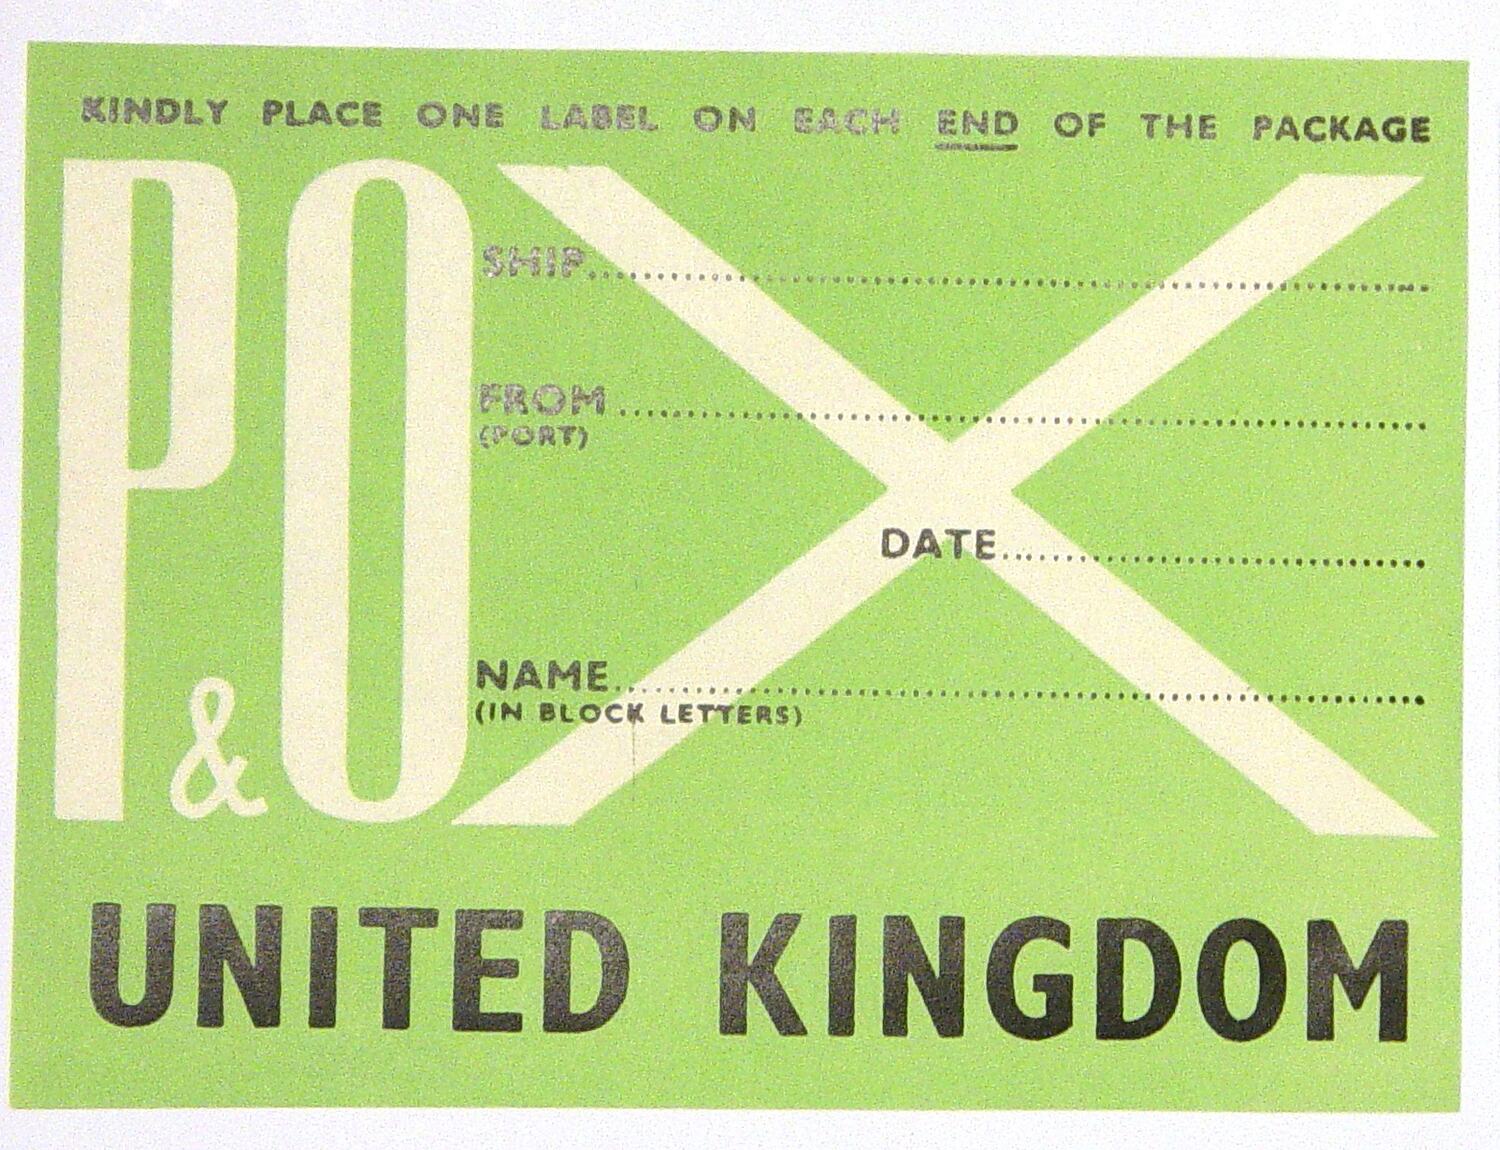 KINDLY PLACE ONE LABEL ON EACH END OF THE PACKAGE
P&O X
SHIP
FROM
(PORT)
DATE
NAME
(IN BLOCK LETTERS)
UNITED KINGDOM